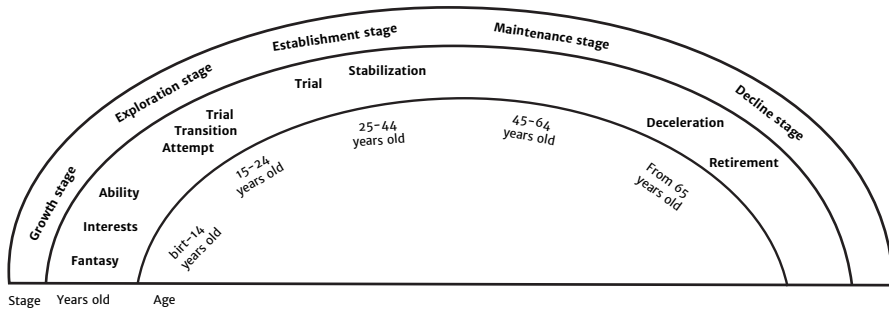 Growth stage
Exploration stage
Establishment stage
Maintenance stage
Decline stage
Fantasy
Interests
Ability
Trial
Transition
Attempt
Trial
Stabilization
Deceleration
Retirement
birt-14
years old
15-24
years old
25-44
years old
45-64
years old
From 65
years old
Stage
Years old
Age